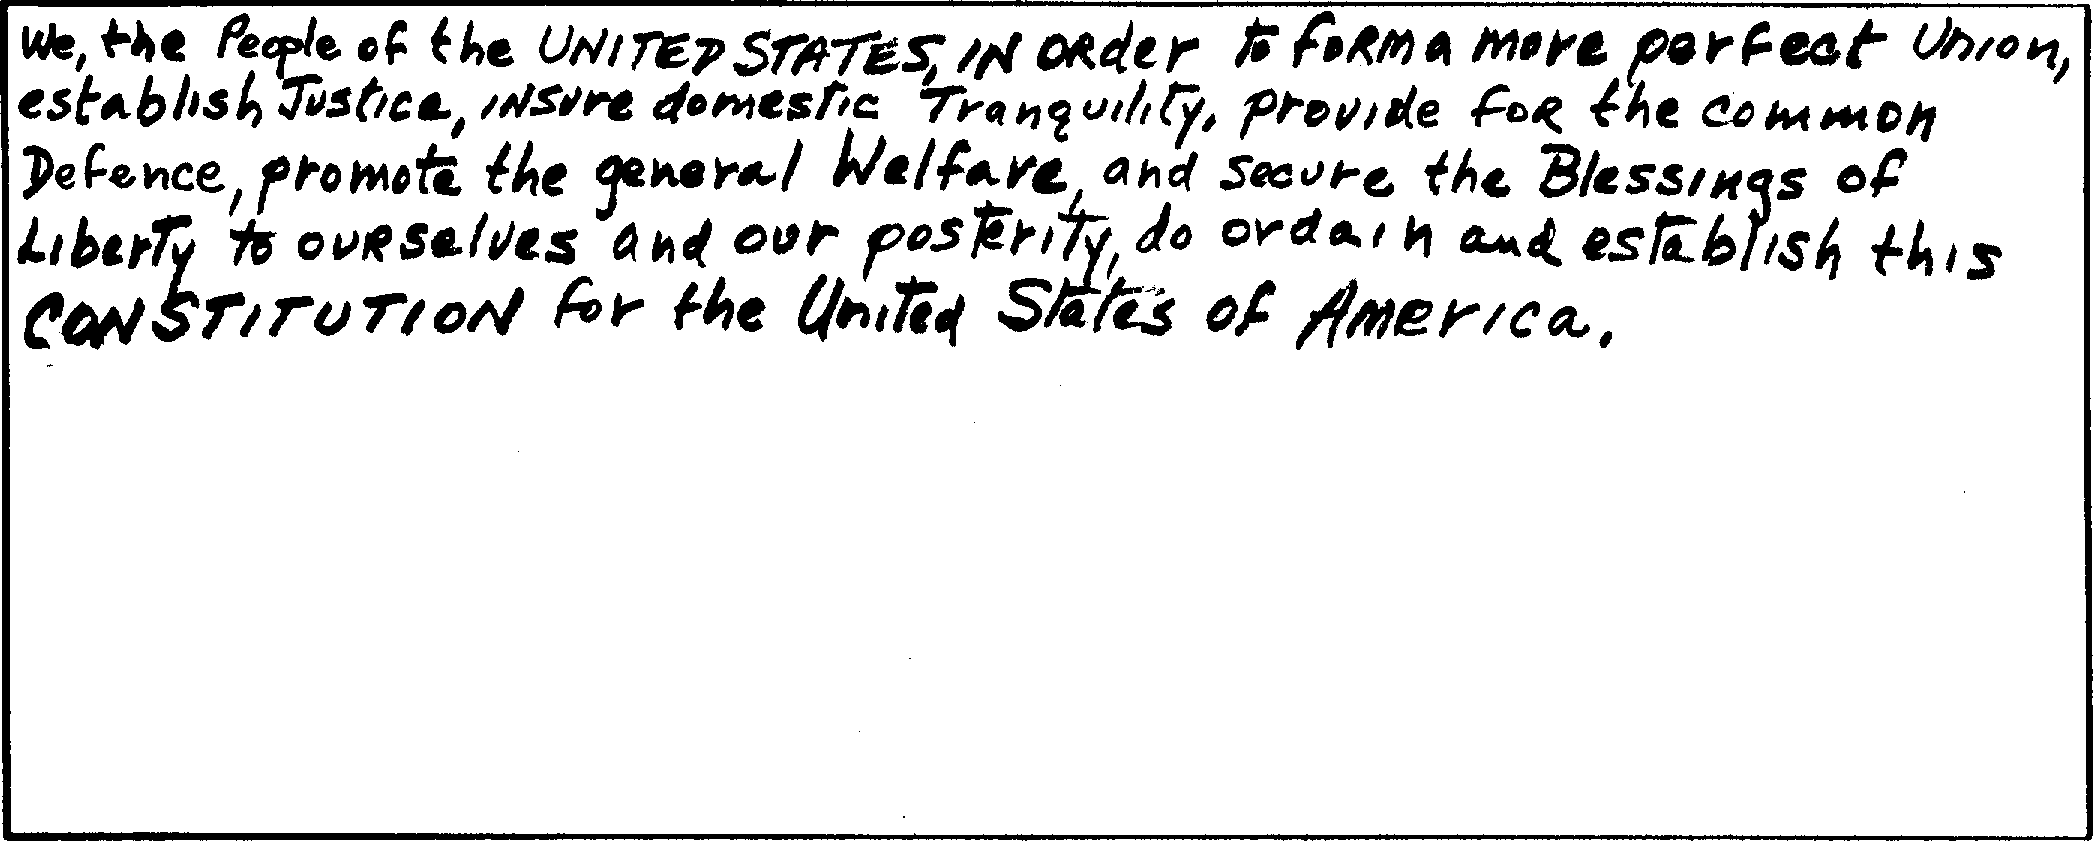 We, the People of the UNITED STATES, IN ORder to foRM a more perfect Union,
establish Justice, insure domestic Tranquility, provide foR the common
Defence, promote the general Welfare, and secure the Blessings of
Liberty to ouRselves and our posterity, do ordain and establish this
CONSTITUTION for the United States of America.